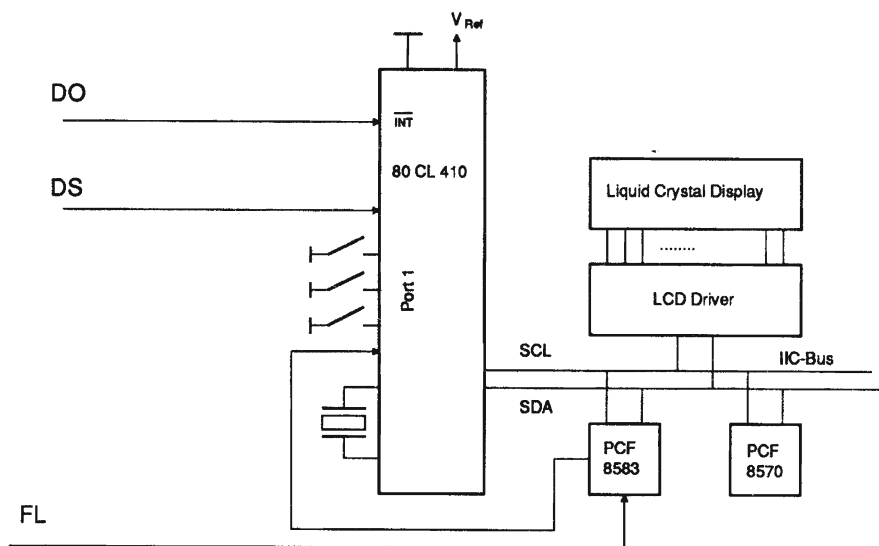 V Ref
DO
INT
80 CL 410
DS
Port 1
Liquid Crystal Display
........
LCD Driver
SCL
IIC-Bus
SDA
PCF
8583
PCF
8570
FL